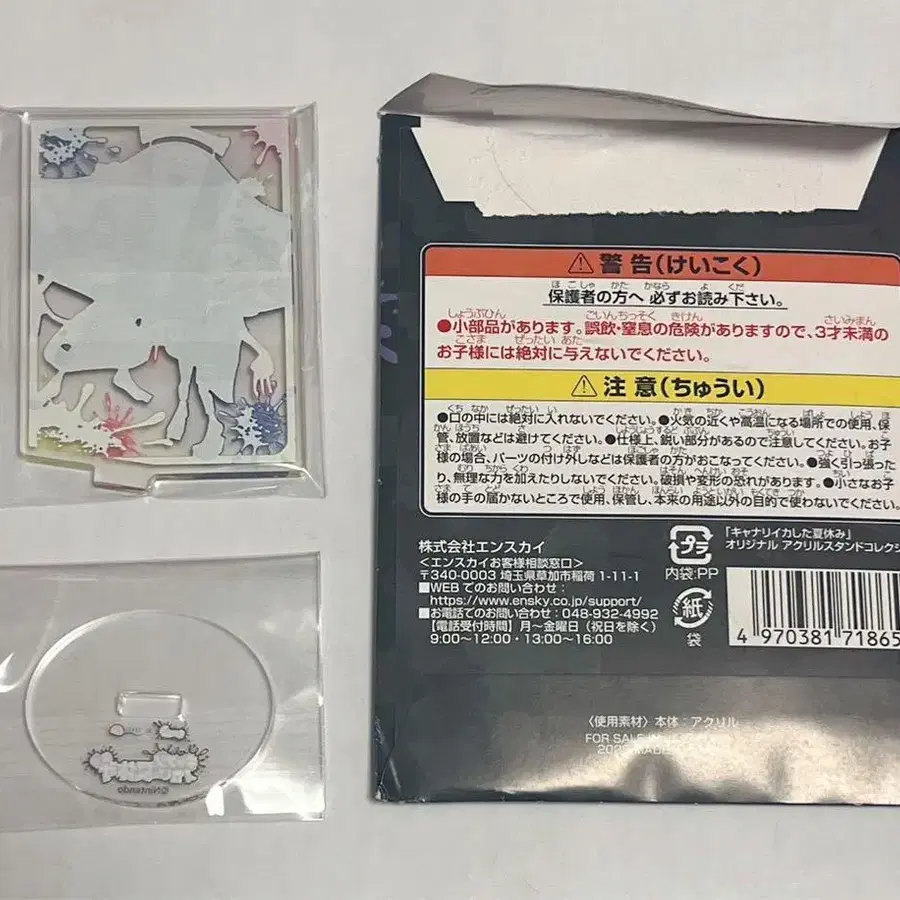 警告(けいこく)
保護者の方へ 必ずお読み下さい。
●小部品があります。誤飲・窒息の危険がありますので、3才未満の
お子様には絶対に与えないでください。
注意(ちゅうい)
●口の中には絶対に入れないでください。●火気の近くや高温になる場所での使用、保
管、放置などは避けてください。●仕様上、鋭い部分があるので注意してください。お子
様の場合、パーツの付け外しなどは保護者の方がおこなってください。●強く引っ張った
り、無理な力を加えたりしないでください。破損や変形の恐れがあります。●小さなお子
様の手の届かないところで使用、保管し、本来の用途以外の目的で使わないでください。
株式会社エンスカイ
<エンスカイお客様相談窓口>
〒340-0003 埼玉県草加市稲荷 1-11-1
■WEBでのお問い合わせ:
https://www.ensky.co.jp/support/
■お電話でのお問い合わせ:048-932-4992
【電話受付時間】月~金曜日(祝日を除く)
9:00~12:00・13:00~16:00
プラ
内袋:PP
紙
袋
「キャナリイカした夏休み」
オリジナル アクリルスタンドコレクシ
4 970381 71865
〈使用素材〉本体:アクリル
FOR SALE IN
©Nintendo